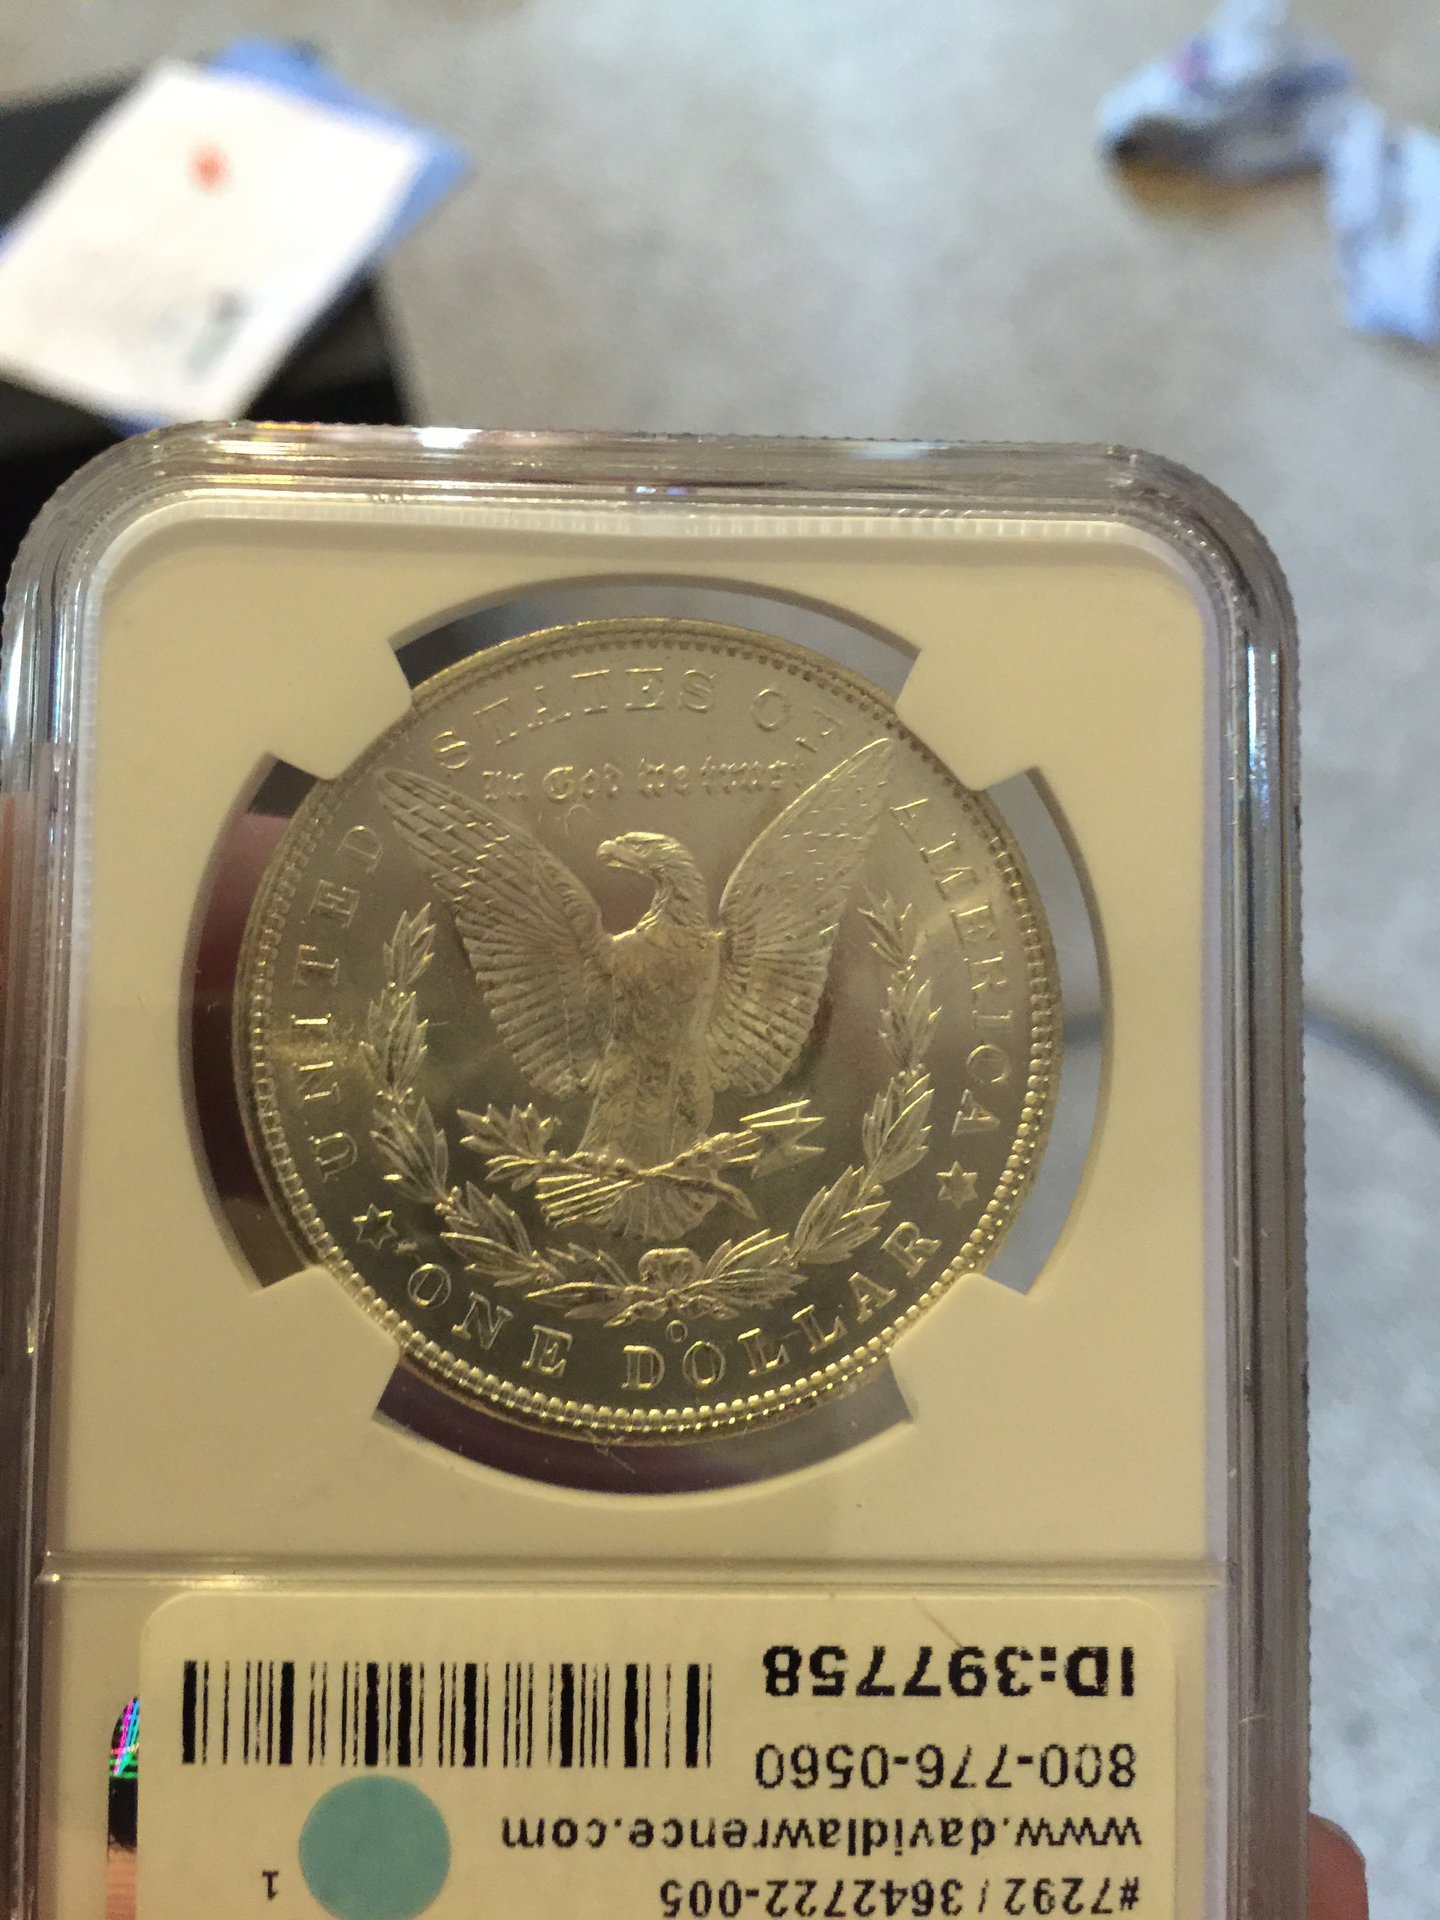 UNITED STATES OF AMERICA
In God We trust
O
ONE DOLLAR
#7292 / 3642722-005
1
www.davidlawrence.com
800-776-0560
ID:397758